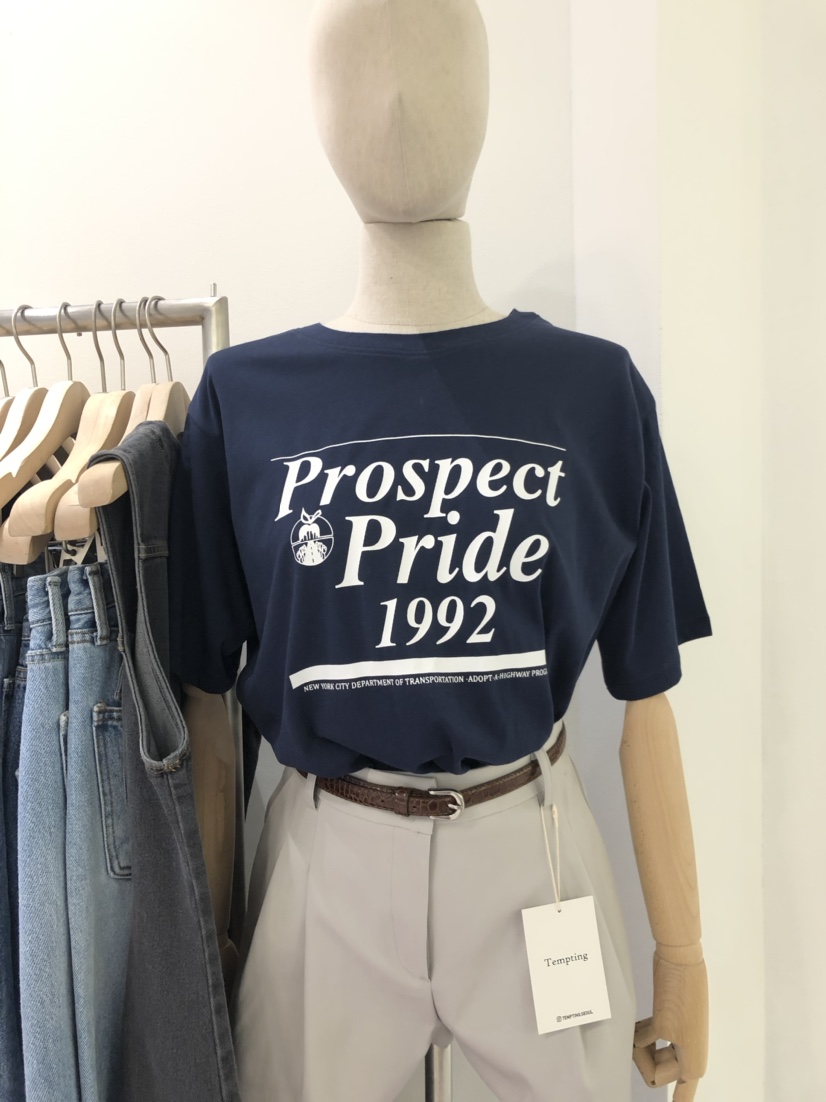 Prospect
Pride
1992
NEW YORK CITY DEPARTMENT OF TRANSPORTATION ·ADOPT·A·HIGHWAY
Tempting
TEMPTING.SEOUL